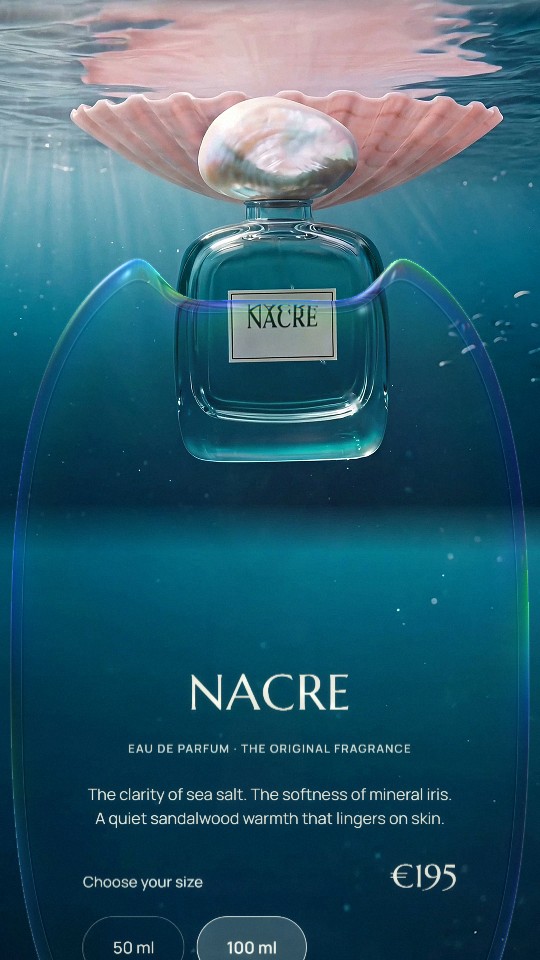 NACRE
NACRE
EAU DE PARFUM · THE ORIGINAL FRAGRANCE
The clarity of sea salt. The softness of mineral iris.
A quiet sandalwood warmth that lingers on skin.
Choose your size
€195
50 ml
100 ml